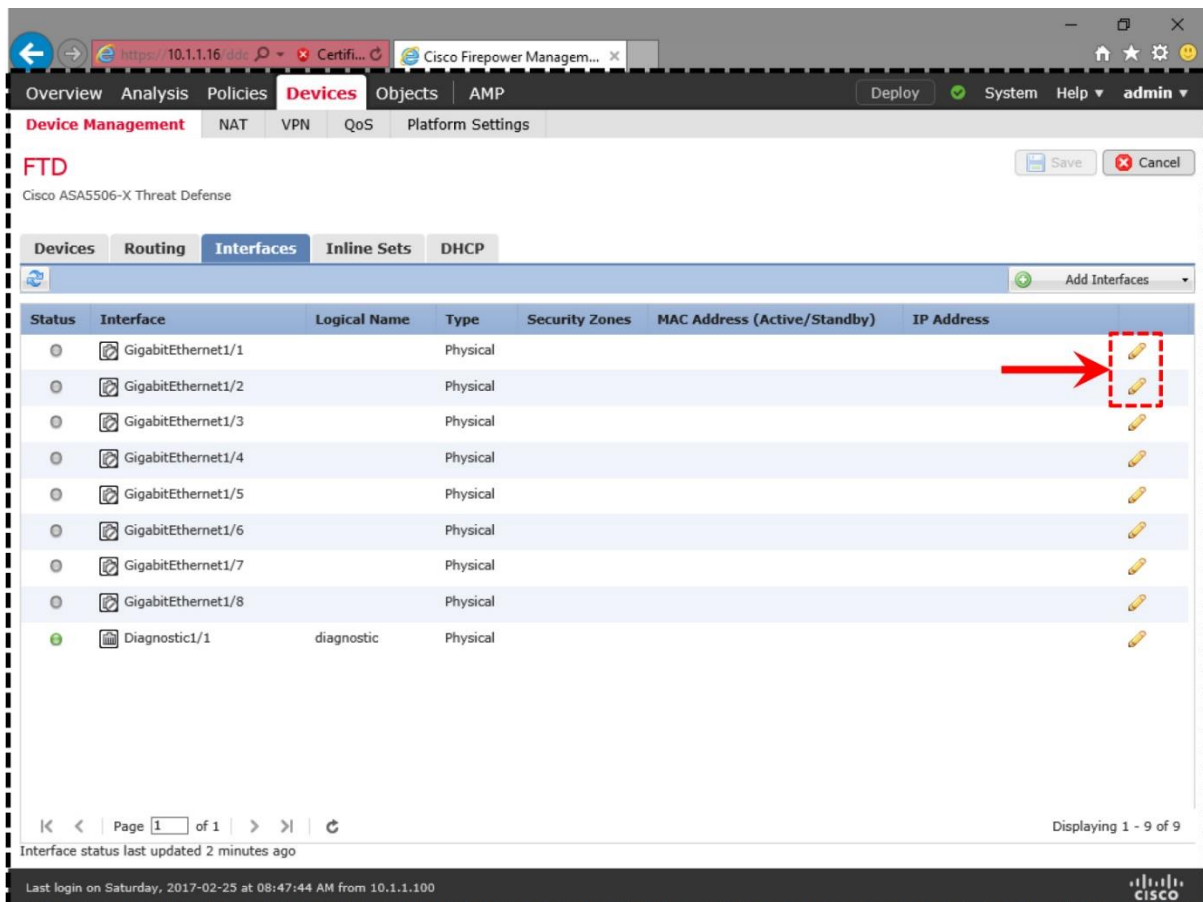 https://10.1.1.16/ddc Certifi... Cisco Firepower Managem...
Overview Analysis Policies Devices Objects AMP Deploy System Help admin
Device Management NAT VPN QoS Platform Settings
FTD Save Cancel
Cisco ASA5506-X Threat Defense
Devices Routing Interfaces Inline Sets DHCP
Add Interfaces
Status Interface Logical Name Type Security Zones MAC Address (Active/Standby) IP Address
GigabitEthernet1/1 Physical
GigabitEthernet1/2 Physical
GigabitEthernet1/3 Physical
GigabitEthernet1/4 Physical
GigabitEthernet1/5 Physical
GigabitEthernet1/6 Physical
GigabitEthernet1/7 Physical
GigabitEthernet1/8 Physical
Diagnostic1/1 diagnostic Physical
Page 1 of 1 Displaying 1 - 9 of 9
Interface status last updated 2 minutes ago
Last login on Saturday, 2017-02-25 at 08:47:44 AM from 10.1.1.100
CISCO